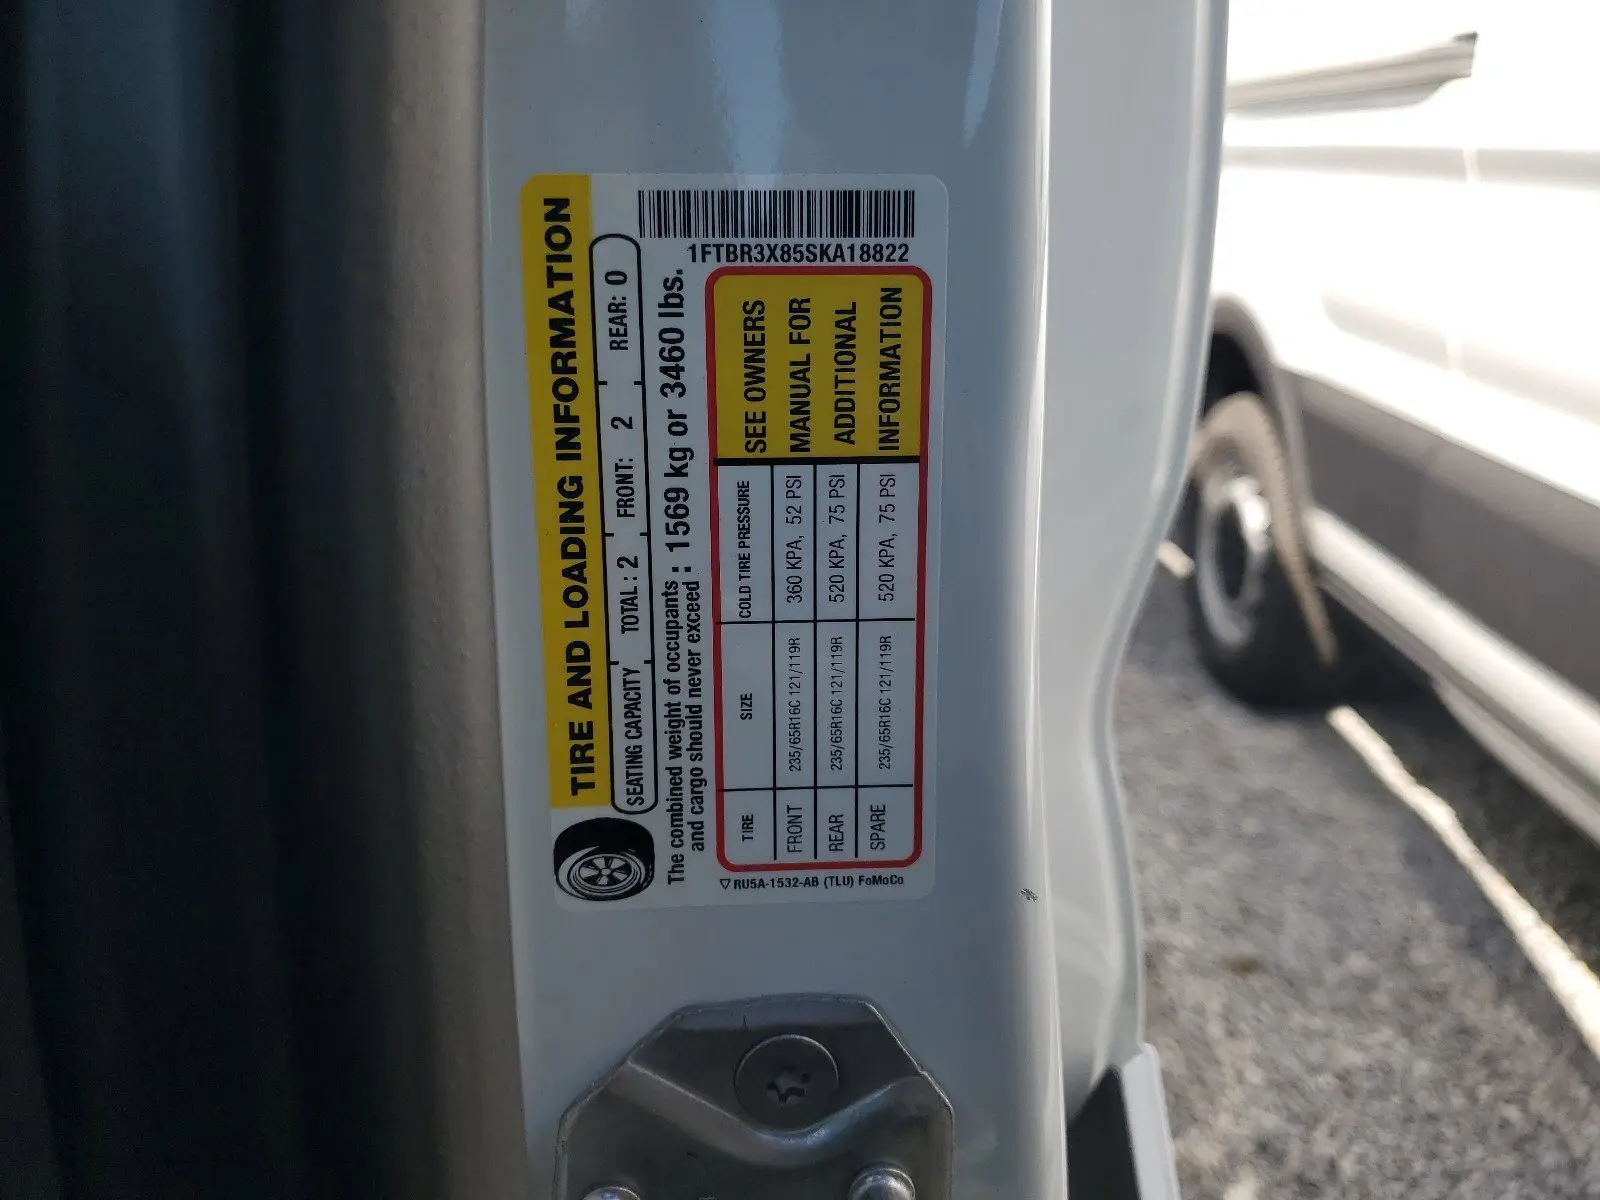 1FTBR3X85SKA18822
TIRE AND LOADING INFORMATION
SEATING CAPACITY TOTAL : 2 FRONT: 2 REAR: 0
The combined weight of occupants
and cargo should never exceed : 1569 kg or 3460 lbs.
TIRE SIZE COLD TIRE PRESSURE
FRONT 235/65R16C 121/119R 360 KPA, 52 PSI
REAR 235/65R16C 121/119R 520 KPA, 75 PSI
SPARE 235/65R16C 121/119R 520 KPA, 75 PSI
SEE OWNERS
MANUAL FOR
ADDITIONAL
INFORMATION
RU5A-1532-AB (TLU) FoMoCo